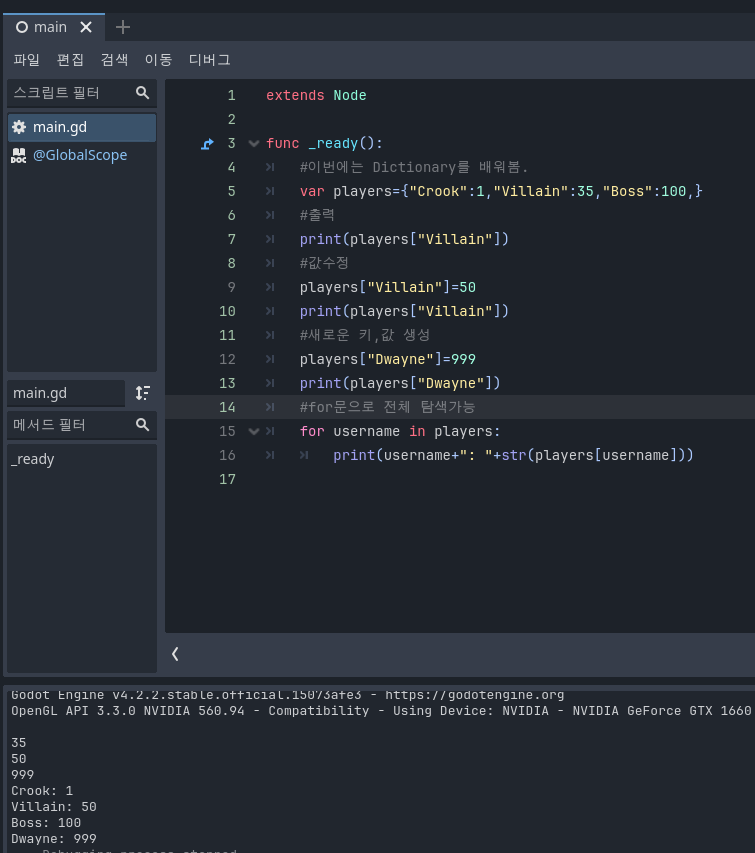 main
파일 편집 검색 이동 디버그
스크립트 필터
main.gd
@GlobalScope
main.gd
메서드 필터
_ready
1 extends Node
2
3 func _ready():
4 #이번에는 Dictionary를 배워봄.
5 var players={"Crook":1,"Villain":35,"Boss":100,}
6 #출력
7 print(players["Villain"])
8 #값수정
9 players["Villain"]=50
10 print(players["Villain"])
11 #새로운 키,값 생성
12 players["Dwayne"]=999
13 print(players["Dwayne"])
14 #for문으로 전체 탐색가능
15 for username in players:
16 print(username+": "+str(players[username]))
17
Godot Engine v4.2.2.stable.official.15073afe3 - https://godotengine.org
OpenGL API 3.3.0 NVIDIA 560.94 - Compatibility - Using Device: NVIDIA - NVIDIA GeForce GTX 1660
35
50
999
Crook: 1
Villain: 50
Boss: 100
Dwayne: 999